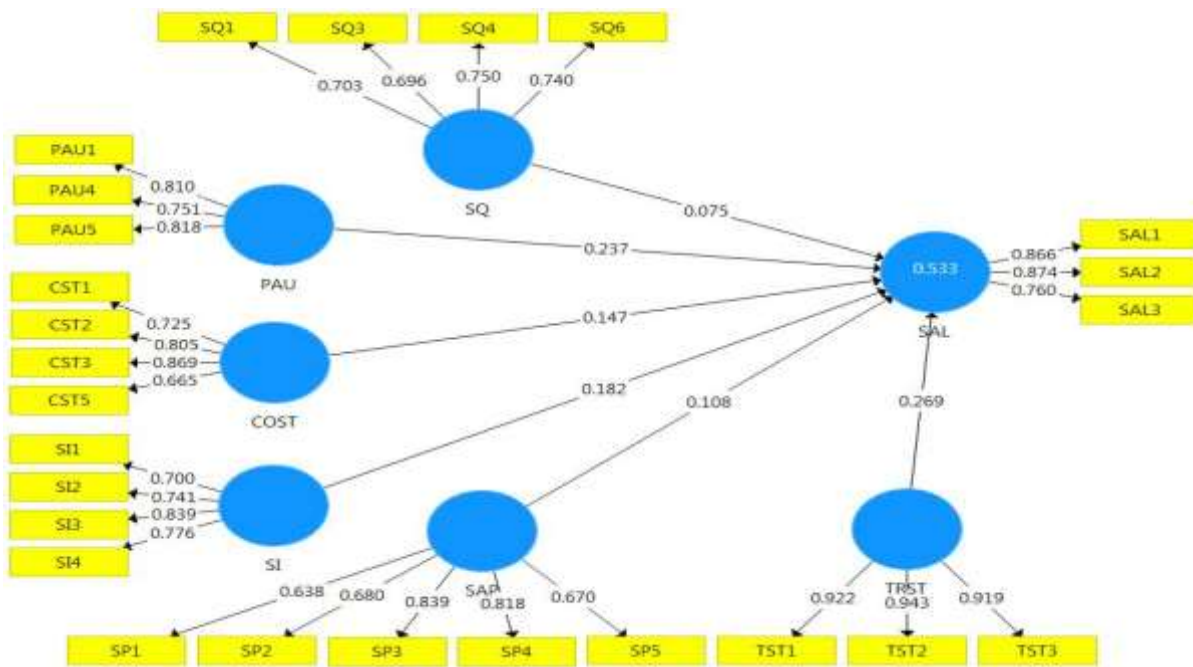 SQ1 SQ3 SQ4 SQ6
0.703 0.696 0.750 0.740
SQ
PAU1
PAU4
PAU5
0.810
0.751
0.818
PAU
0.075
0.237
CST1
CST2
CST3
CST5
0.725
0.805
0.869
0.665
COST
0.147
0.533
SAL
0.866
0.874
0.760
SAL1
SAL2
SAL3
SI1
SI2
SI3
SI4
0.700
0.741
0.839
0.776
SI
0.182
0.108
0.269
SAP
0.638 0.680 0.839 0.818 0.670
SP1 SP2 SP3 SP4 SP5
TRST
0.922 0.943 0.919
TST1 TST2 TST3